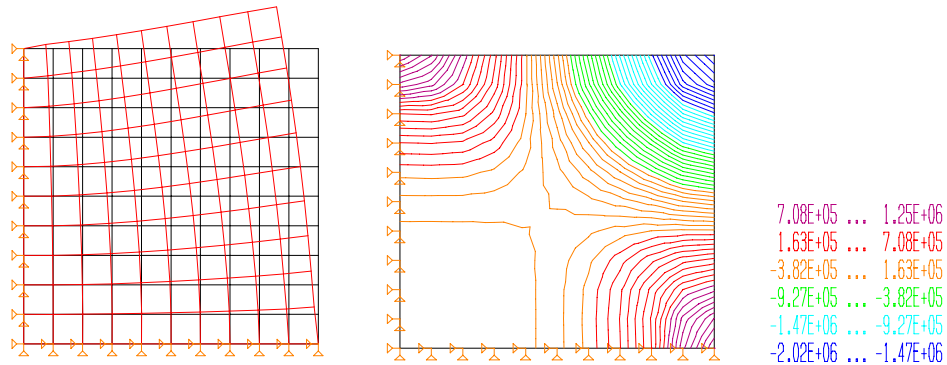 7.08E+05 ... 1.25E+06
1.63E+05 ... 7.08E+05
-3.82E+05 ... 1.63E+05
-9.27E+05 ... -3.82E+05
-1.47E+06 ... -9.27E+05
-2.02E+06 ... -1.47E+06